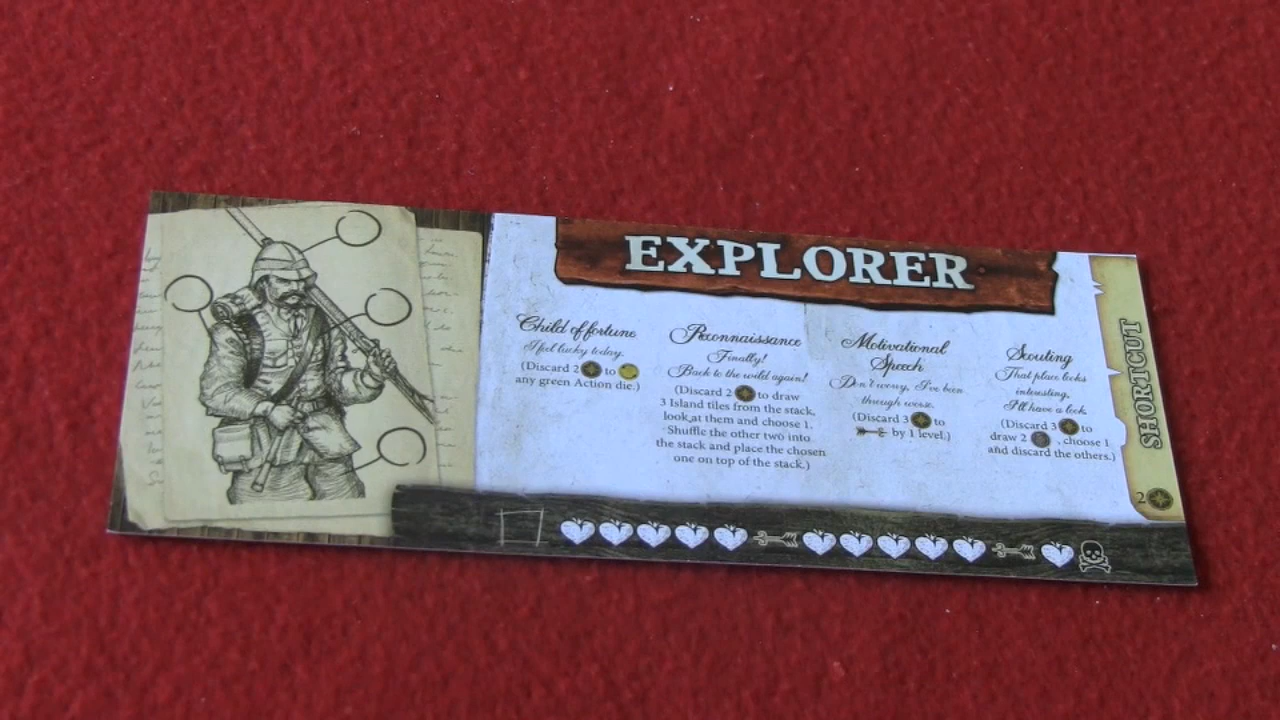 EXPLORER
Child of fortune
I feel lucky today.
(Discard 2 to
any green Action die.)
Reconnaissance
Finally!
Back to the wild again!
(Discard 2 to draw
3 Island tiles from the stack,
look at them and choose 1.
Shuffle the other two into
the stack and place the chosen
one on top of the stack.)
Motivational
Speech
Don't worry, I've been
through worse.
(Discard 3 to
by 1 level.)
Scouting
That place looks
interesting.
I'll have a look.
(Discard 3 to
draw 2 , choose 1
and discard the others.)
SHORTCUT
2